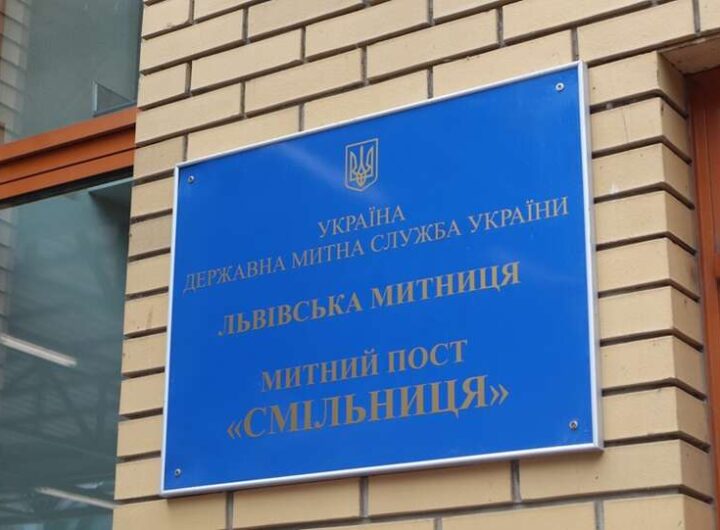 УКРАЇНА
ДЕРЖАВНА МИТНА СЛУЖБА УКРАЇНИ
ЛЬВІВСЬКА МИТНИЦЯ
МИТНИЙ ПОСТ
«СМІЛЬНИЦЯ»